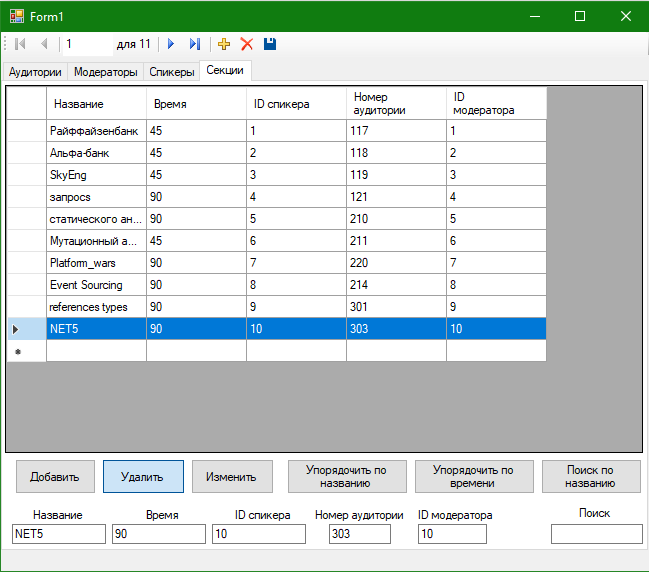 Form1
1 для 11
Аудитории Модераторы Спикеры Секции
Название Время ID спикера Номер аудитории ID модератора
Райффайзенбанк 45 1 117 1
Альфа-банк 45 2 118 2
SkyEng 45 3 119 3
запросs 90 4 121 4
статического ан... 90 5 210 5
Мутационный а... 45 6 211 6
Platform_wars 90 7 220 7
Event Sourcing 90 8 214 8
references types 90 9 301 9
NET5 90 10 303 10
Добавить Удалить Изменить Упорядочить по названию Упорядочить по времени Поиск по названию
Название Время ID спикера Номер аудитории ID модератора Поиск
NET5 90 10 303 10